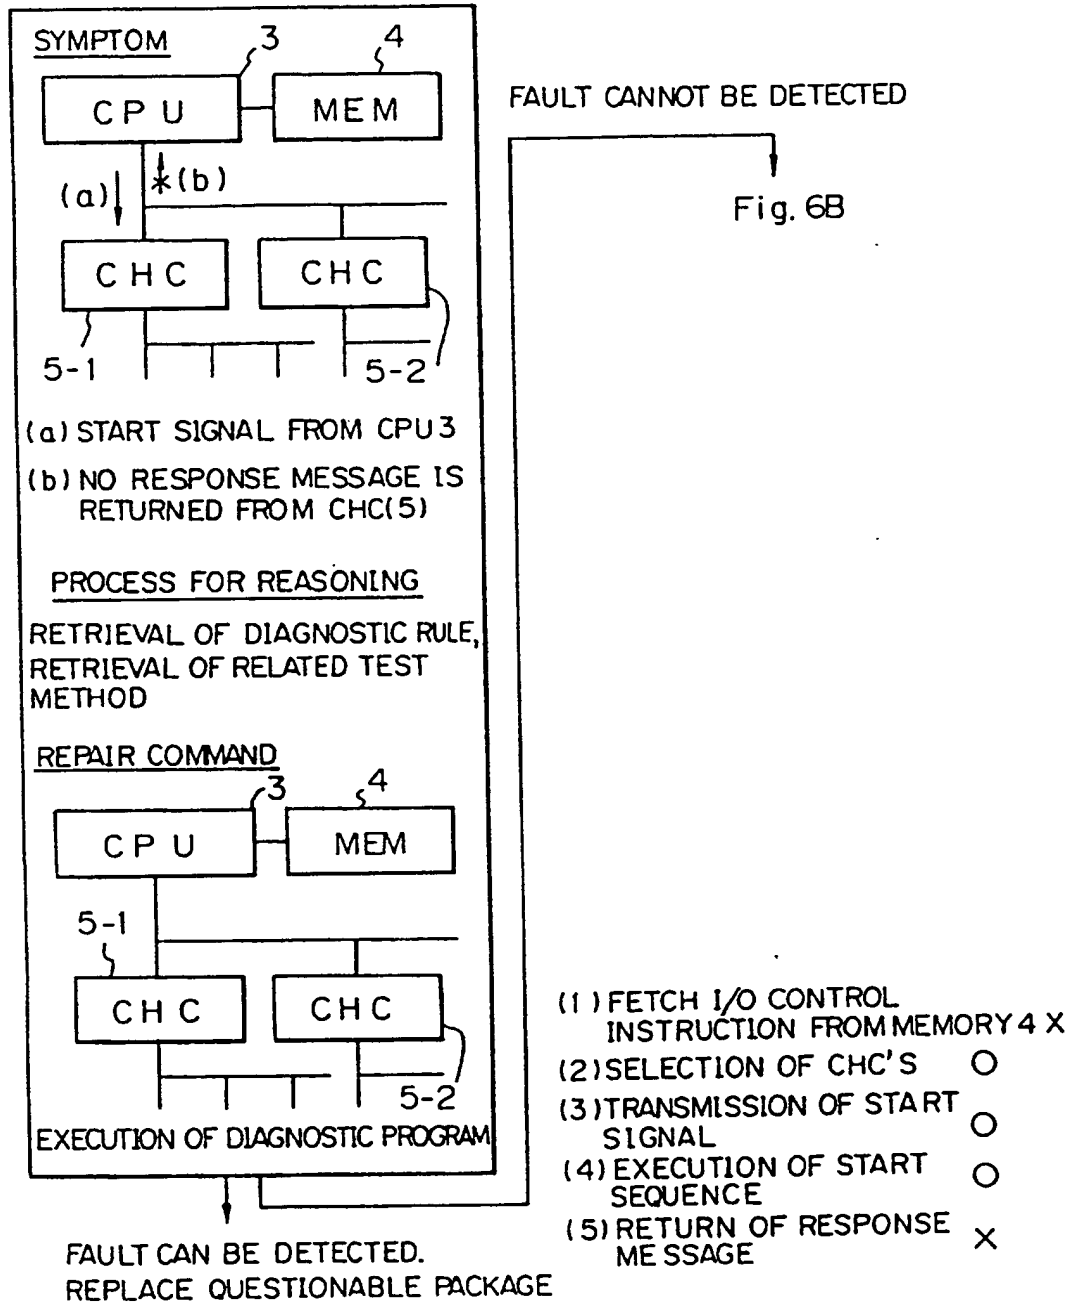 SYMPTOM
3
4
CPU
MEM
(a)
(b)
CHC
CHC
5-1
5-2
(a) START SIGNAL FROM CPU 3
(b) NO RESPONSE MESSAGE IS
RETURNED FROM CHC(5)
PROCESS FOR REASONING
RETRIEVAL OF DIAGNOSTIC RULE,
RETRIEVAL OF RELATED TEST
METHOD
REPAIR COMMAND
3
4
CPU
MEM
5-1
CHC
CHC
5-2
EXECUTION OF DIAGNOSTIC PROGRAM
FAULT CAN BE DETECTED.
REPLACE QUESTIONABLE PACKAGE
FAULT CANNOT BE DETECTED
Fig. 6B
(1) FETCH I/O CONTROL
INSTRUCTION FROM MEMORY 4 X
(2) SELECTION OF CHC'S O
(3) TRANSMISSION OF START
SIGNAL O
(4) EXECUTION OF START
SEQUENCE O
(5) RETURN OF RESPONSE
MESSAGE X